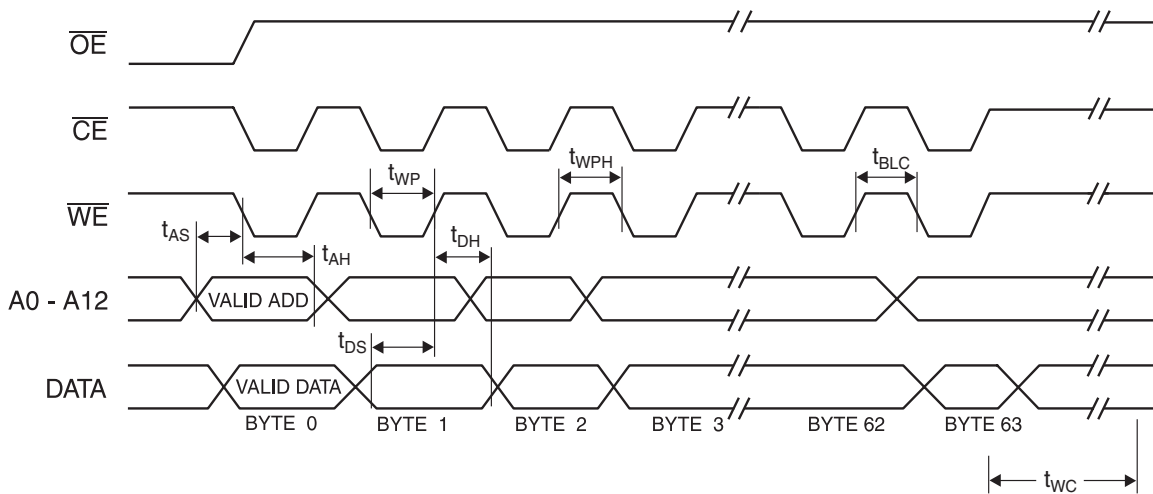 OE
CE
tWP
tWPH
tBLC
WE
tAS
tAH
tDH
A0 - A12
VALID ADD
tDS
DATA
VALID DATA
BYTE 0
BYTE 1
BYTE 2
BYTE 3
BYTE 62
BYTE 63
tWC